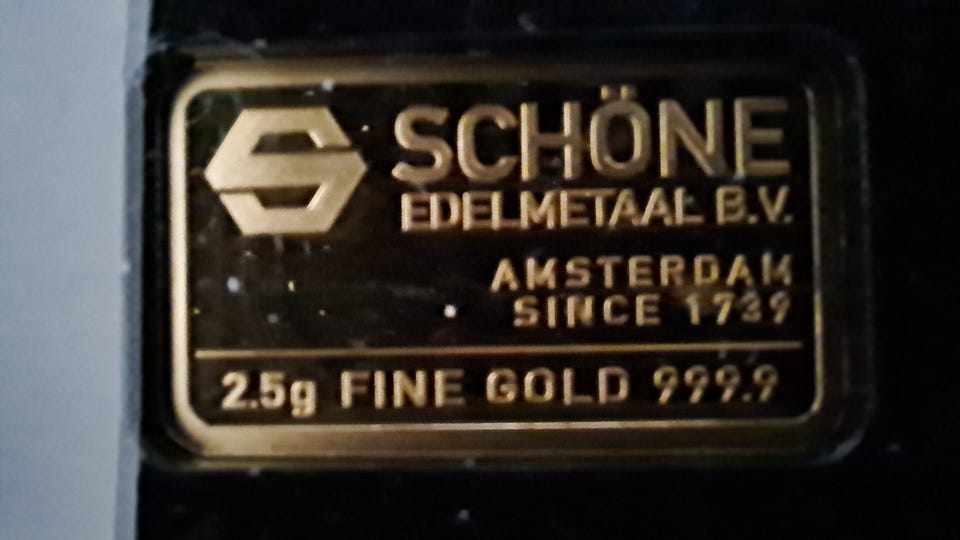 SCHÖNE
EDELMETAAL B.V.
AMSTERDAM
SINCE 1739
2.5g FINE GOLD 999.9